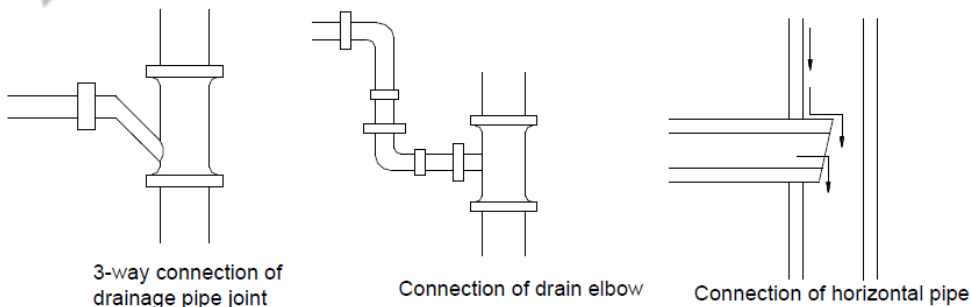 3-way connection of
drainage pipe joint
Connection of drain elbow
Connection of horizontal pipe